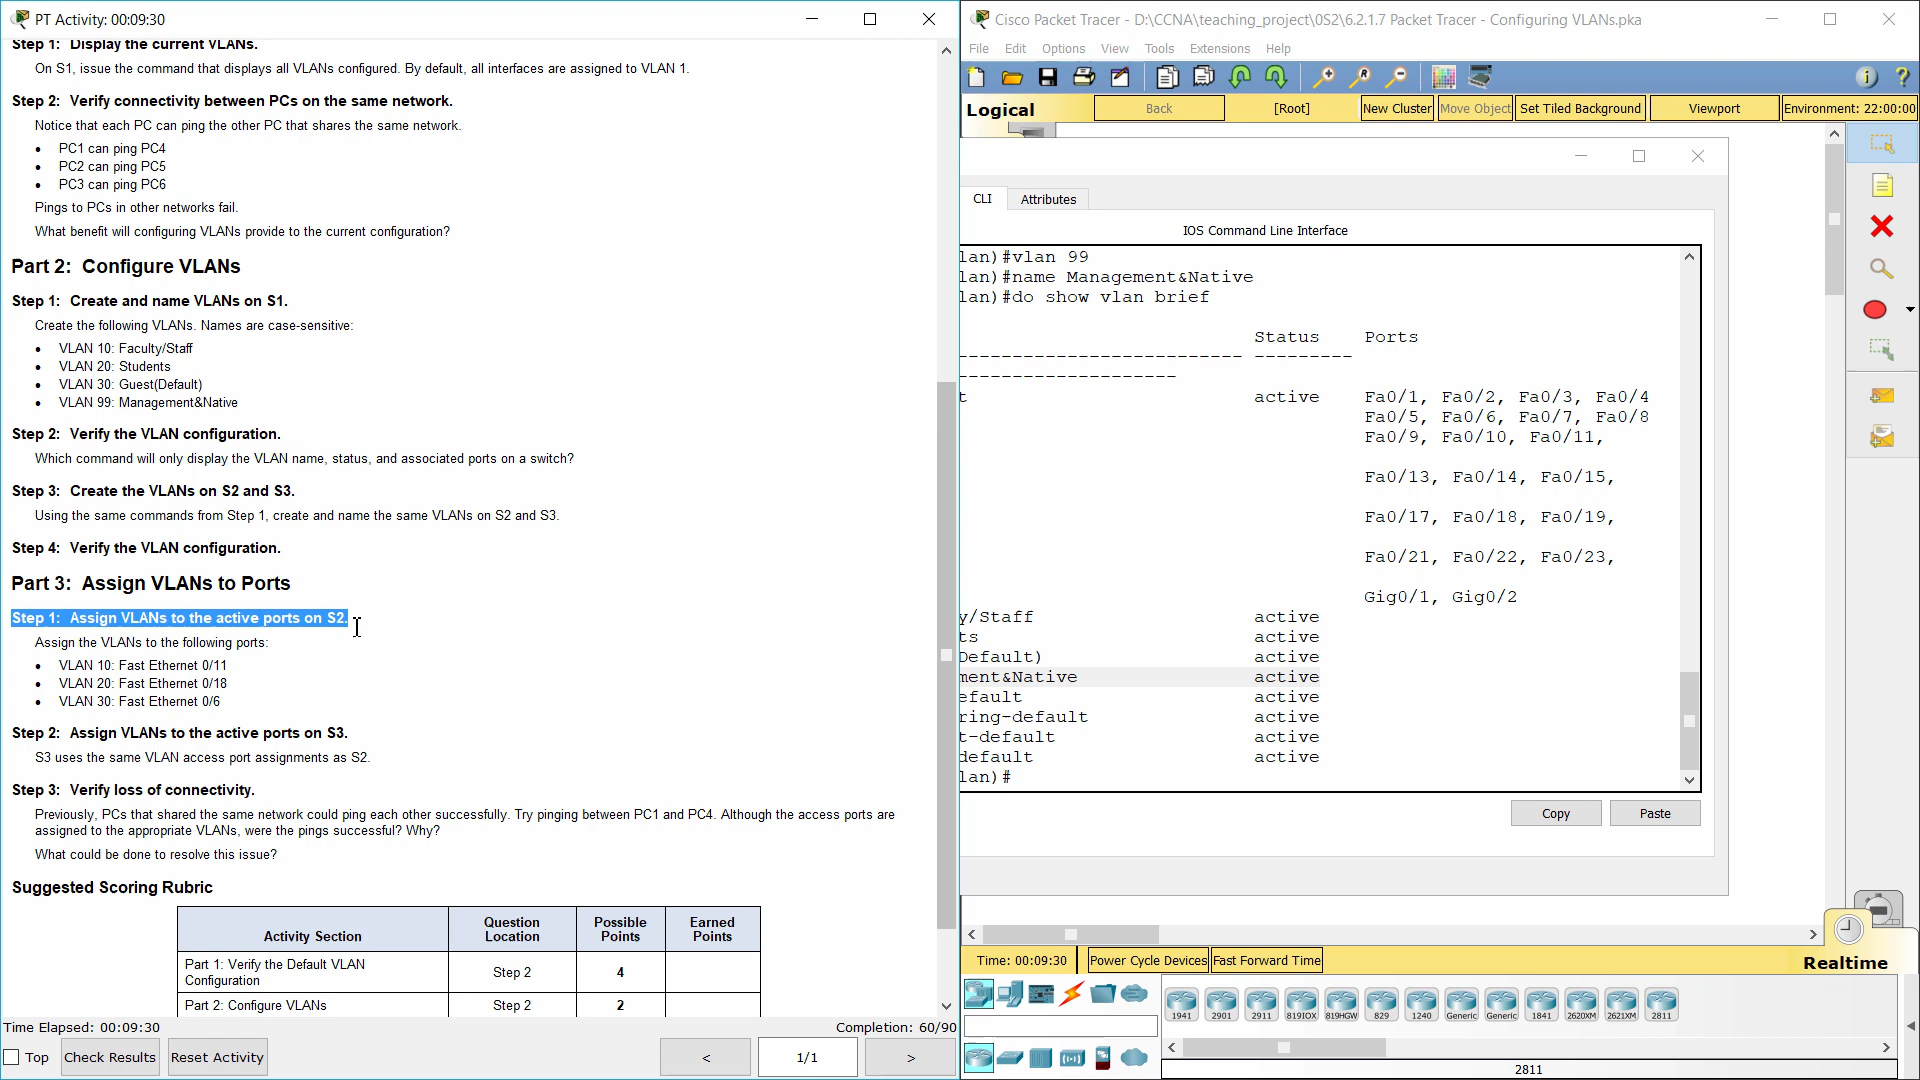 PT Activity: 00:09:30
Step 1: Display the current VLANs.
On S1, issue the command that displays all VLANs configured. By default, all interfaces are assigned to VLAN 1.
Step 2: Verify connectivity between PCs on the same network.
Notice that each PC can ping the other PC that shares the same network.
• PC1 can ping PC4
• PC2 can ping PC5
• PC3 can ping PC6
Pings to PCs in other networks fail.
What benefit will configuring VLANs provide to the current configuration?
Part 2: Configure VLANs
Step 1: Create and name VLANs on S1.
Create the following VLANs. Names are case-sensitive:
• VLAN 10: Faculty/Staff
• VLAN 20: Students
• VLAN 30: Guest(Default)
• VLAN 99: Management&Native
Step 2: Verify the VLAN configuration.
Which command will only display the VLAN name, status, and associated ports on a switch?
Step 3: Create the VLANs on S2 and S3.
Using the same commands from Step 1, create and name the same VLANs on S2 and S3.
Step 4: Verify the VLAN configuration.
Part 3: Assign VLANs to Ports
Step 1: Assign VLANs to the active ports on S2.
Assign the VLANs to the following ports:
• VLAN 10: Fast Ethernet 0/11
• VLAN 20: Fast Ethernet 0/18
• VLAN 30: Fast Ethernet 0/6
Step 2: Assign VLANs to the active ports on S3.
S3 uses the same VLAN access port assignments as S2.
Step 3: Verify loss of connectivity.
Previously, PCs that shared the same network could ping each other successfully. Try pinging between PC1 and PC4. Although the access ports are
assigned to the appropriate VLANs, were the pings successful? Why?
What could be done to resolve this issue?
Suggested Scoring Rubric
Activity Section Question Location Possible Points Earned Points
Part 1: Verify the Default VLAN Configuration Step 2 4
Part 2: Configure VLANs Step 2 2
Time Elapsed: 00:09:30 Completion: 60/90
Top Check Results Reset Activity < 1/1 >
Cisco Packet Tracer - D:\CCNA\teaching_project\0S2\6.2.1.7 Packet Tracer - Configuring VLANs.pka
File Edit Options View Tools Extensions Help
Logical Back [Root] New Cluster Move Object Set Tiled Background Viewport Environment: 22:00:00
CLI Attributes
IOS Command Line Interface
lan)#vlan 99
lan)#name Management&Native
lan)#do show vlan brief
Status Ports
------------------------- ---------
--------------------
t active Fa0/1, Fa0/2, Fa0/3, Fa0/4
Fa0/5, Fa0/6, Fa0/7, Fa0/8
Fa0/9, Fa0/10, Fa0/11,
Fa0/13, Fa0/14, Fa0/15,
Fa0/17, Fa0/18, Fa0/19,
Fa0/21, Fa0/22, Fa0/23,
Gig0/1, Gig0/2
y/Staff active
ts active
Default) active
ment&Native active
efault active
ring-default active
t-default active
default active
lan)#
Copy Paste
Time: 00:09:30 Power Cycle Devices Fast Forward Time
Realtime
1941 2901 2911 819IOX 819HGW 829 1240 Generic Generic 1841 2620XM 2621XM 2811
2811